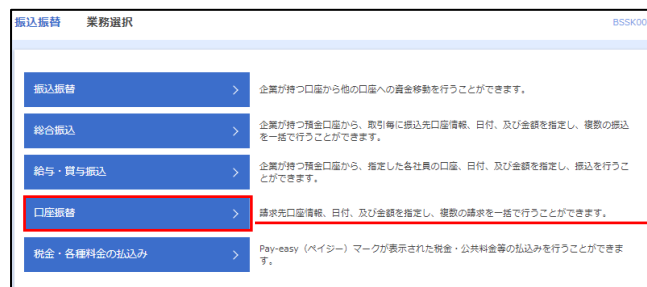 振込振替 業務選択 BSSK00
振込振替 企業が持つ口座から他の口座への資金移動を行うことができます。
総合振込 企業が持つ預金口座から、取引毎に振込先口座情報、日付、及び金額を指定し、複数の振込
を一括で行うことができます。
給与・賞与振込 企業が持つ預金口座から、指定した各社員の口座、日付、及び金額を指定し、振込を行うこ
とができます。
口座振替 請求先口座情報、日付、及び金額を指定し、複数の請求を一括で行うことができます。
税金・各種料金の払込み Pay-easy（ペイジー）マークが表示された税金・公共料金等の払込みを行うことができま
す。